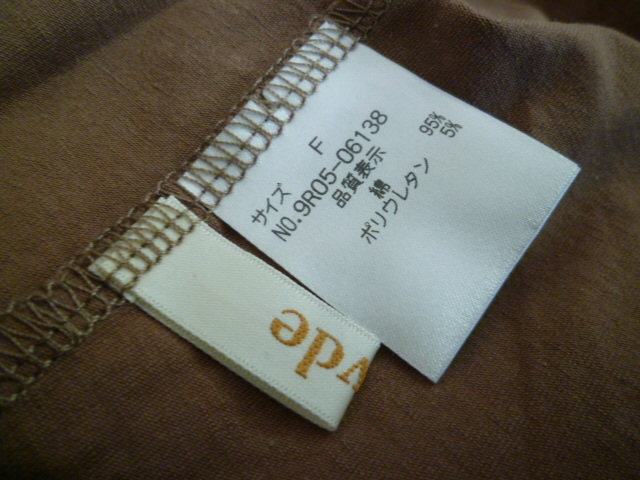 サイズ F
NO.9R05-06138
品質表示
綿 95%
ポリウレタン 5%